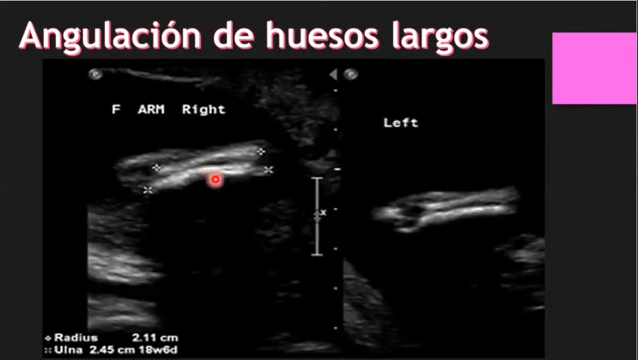 Angulación de huesos largos
F ARM Right
Left
x
Radius 2.11 cm
Ulna 2.45 cm 18w6d